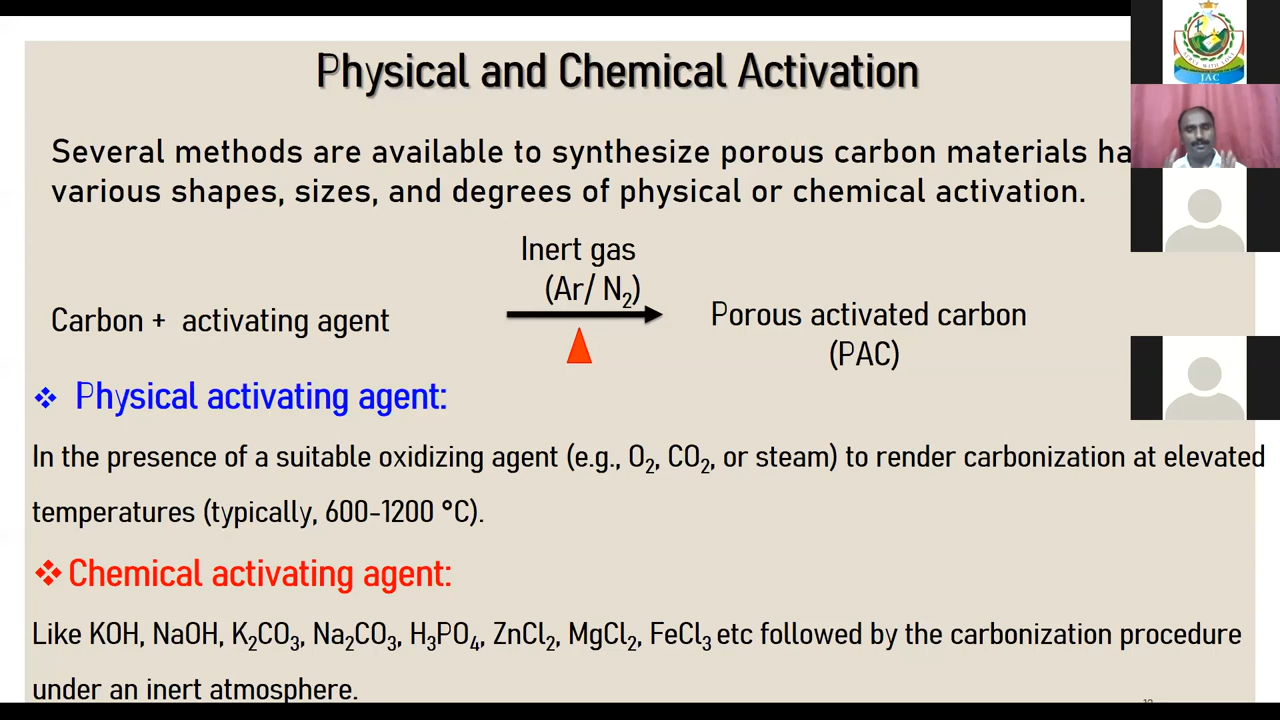 Physical and Chemical Activation
Several methods are available to synthesize porous carbon materials
various shapes, sizes, and degrees of physical or chemical activation.
Inert gas
(Ar/ N₂)
Carbon + activating agent
Porous activated carbon
(PAC)
Physical activating agent:
In the presence of a suitable oxidizing agent (e.g., O₂, CO₂, or steam) to render carbonization at elevated
temperatures (typically, 600-1200 °C).
Chemical activating agent:
Like KOH, NaOH, K₂CO₃, Na₂CO₃, H₃PO₄, ZnCl₂, MgCl₂, FeCl₃ etc followed by the carbonization procedure
under an inert atmosphere.
JAC